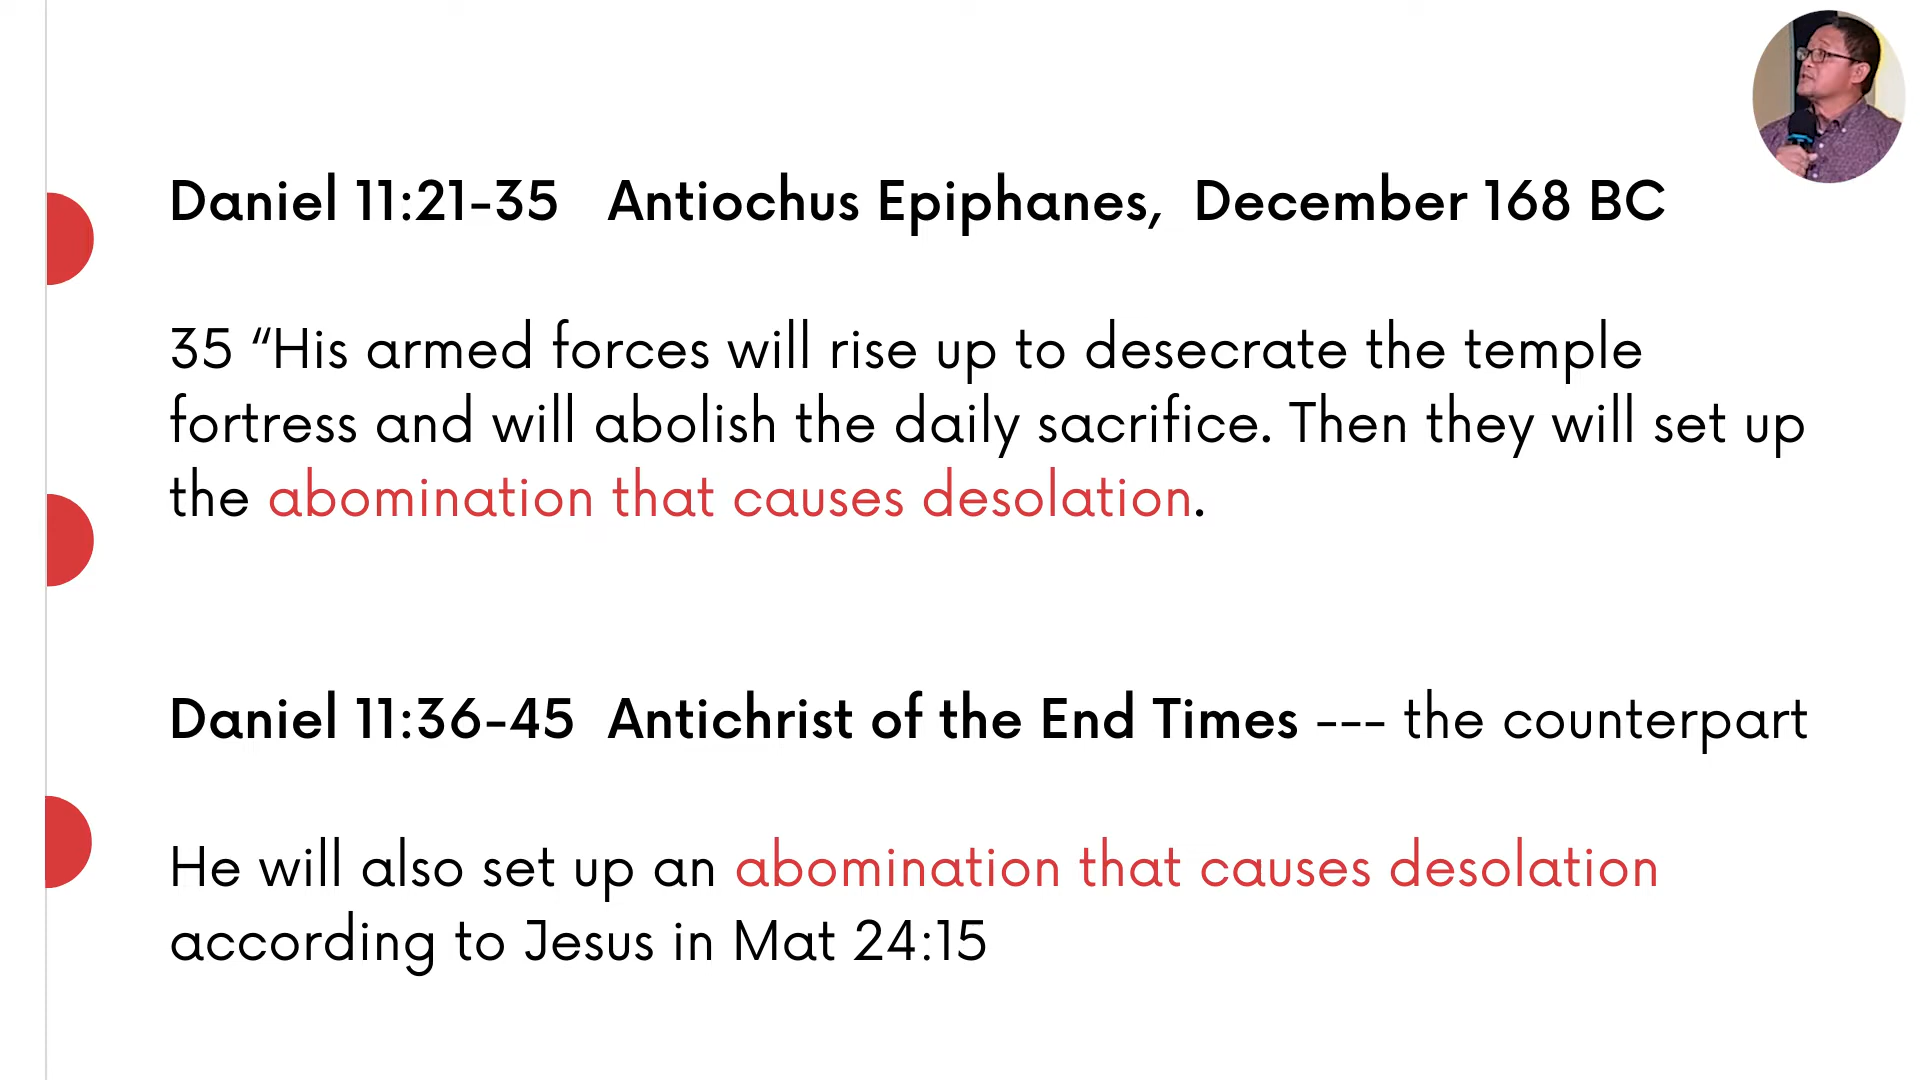 Daniel 11:21-35 Antiochus Epiphanes, December 168 BC
35 “His armed forces will rise up to desecrate the temple
fortress and will abolish the daily sacrifice. Then they will set up
the abomination that causes desolation.
Daniel 11:36-45 Antichrist of the End Times --- the counterpart
He will also set up an abomination that causes desolation
according to Jesus in Mat 24:15